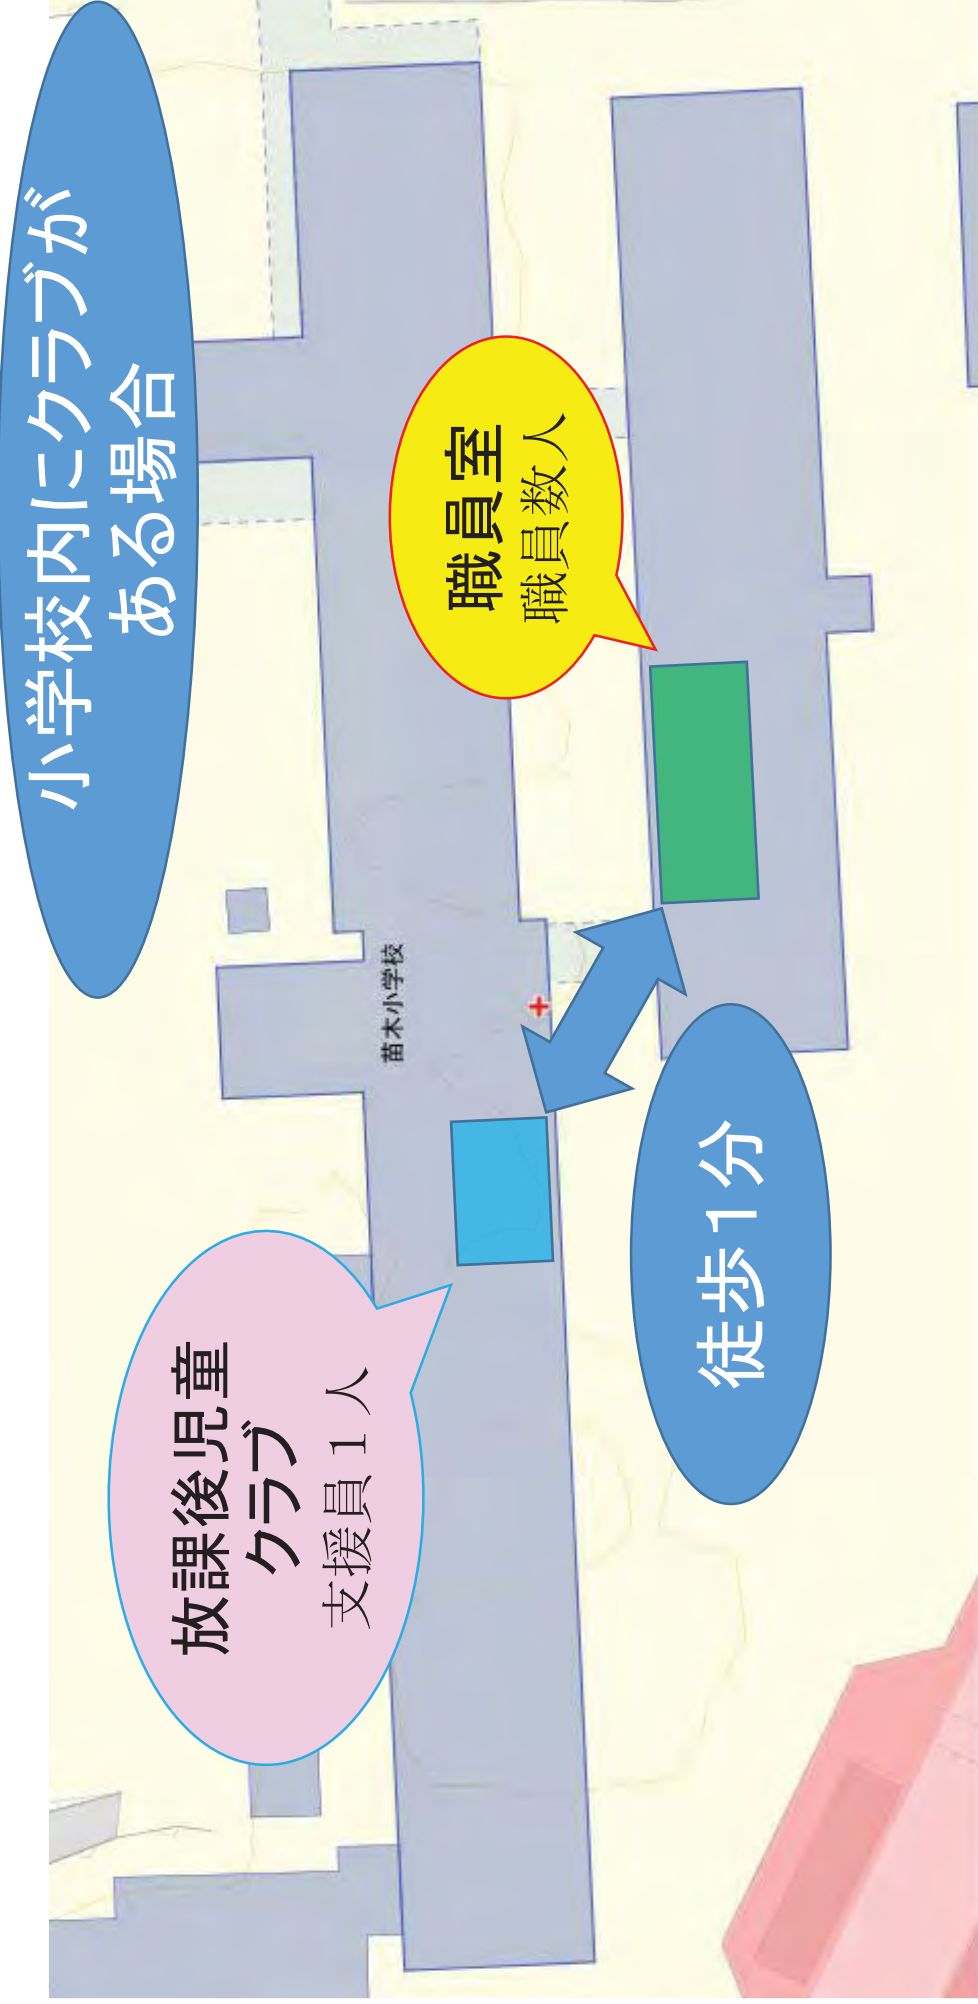 小学校内にクラブが
ある場合
職員室
職員数人
苗木小学校
放課後児童
クラブ
支援員1人
徒歩1分